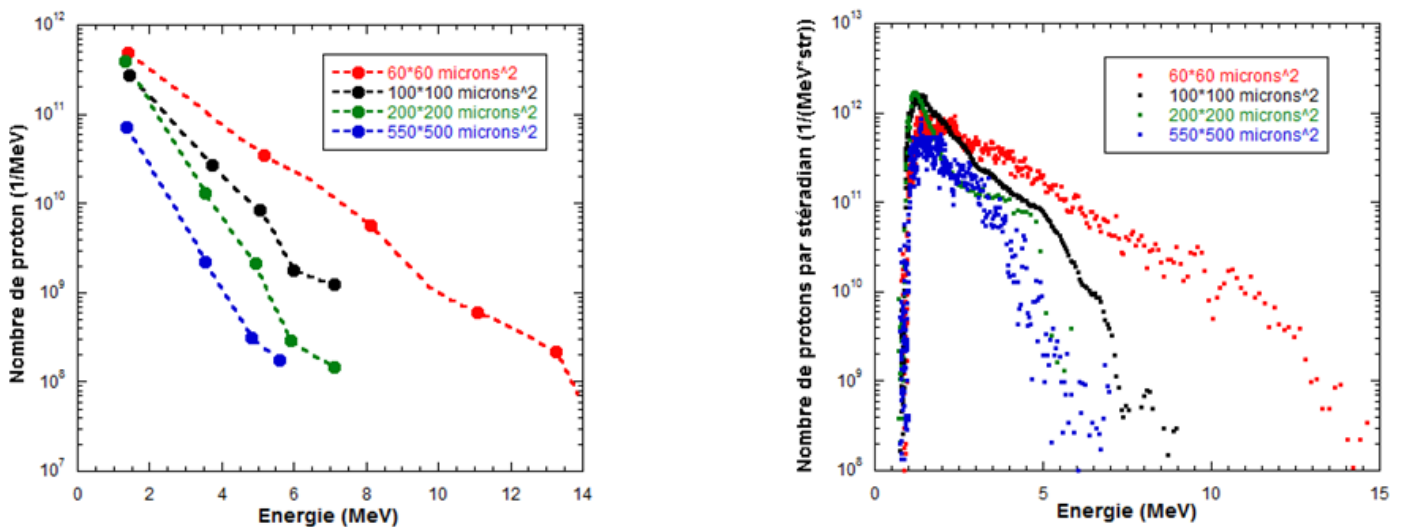 Nombre de proton (1/MeV)
10^12
10^11
10^10
10^9
10^8
10^7
60*60 microns^2
100*100 microns^2
200*200 microns^2
550*500 microns^2
0 2 4 6 8 10 12 14
Energie (MeV)
Nombre de protons par stéradian (1/(MeV*str))
10^13
10^12
10^11
10^10
10^9
10^8
60*60 microns^2
100*100 microns^2
200*200 microns^2
550*500 microns^2
0 5 10 15
Energie (MeV)